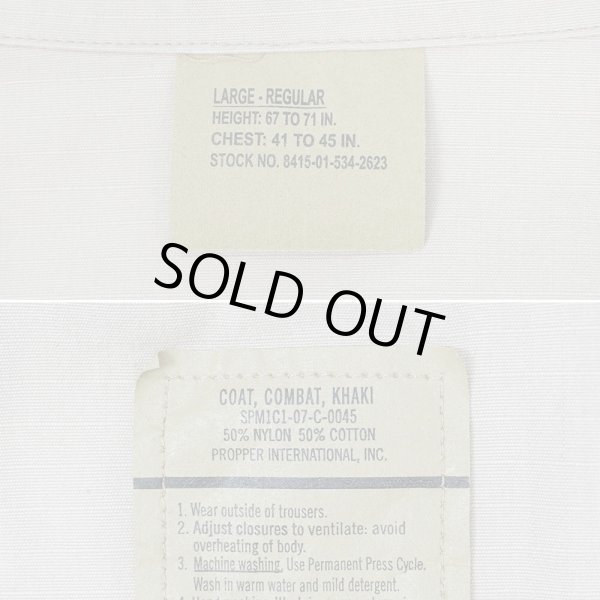 LARGE - REGULAR
HEIGHT: 67 TO 71 IN.
CHEST: 41 TO 45 IN.
STOCK NO. 8415-01-534-2623
SOLD OUT
COAT, COMBAT, KHAKI
SPM1C1-07-C-0045
50% NYLON 50% COTTON
PROPPER INTERNATIONAL, INC.
1. Wear outside of trousers.
2. Adjust closures to ventilate: avoid
overheating of body.
3. Machine washing, Use Permanent Press Cycle.
Wash in warm water and mild detergent.